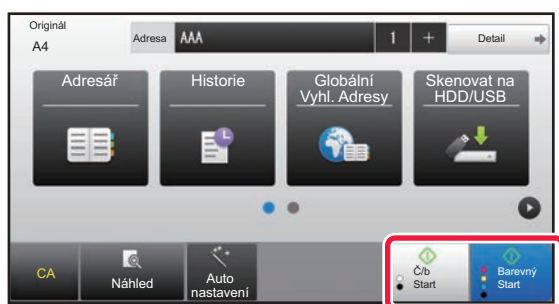 Originál
A4
Adresa AAA 1 + Detail
Adresář
Historie
Globální
Vyhl. Adresy
Skenovat na
HDD/USB
CA
Náhled
Auto
nastavení
Č/b
Start
Barevný
Start